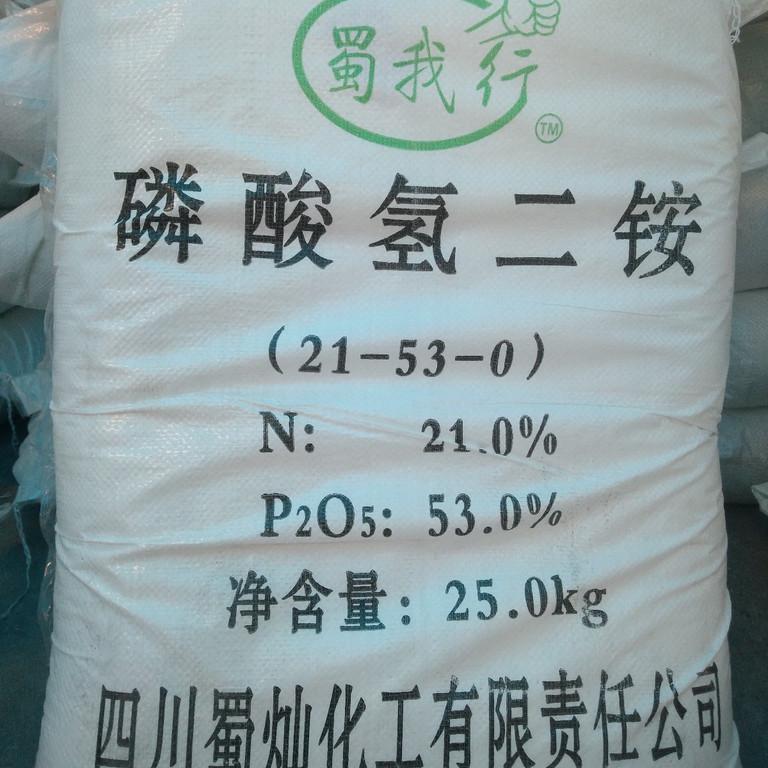 蜀我行
TM
磷酸氢二铵
(21-53-0)
N: 21.0%
P2O5: 53.0%
净含量: 25.0kg
四川蜀灿化工有限责任公司